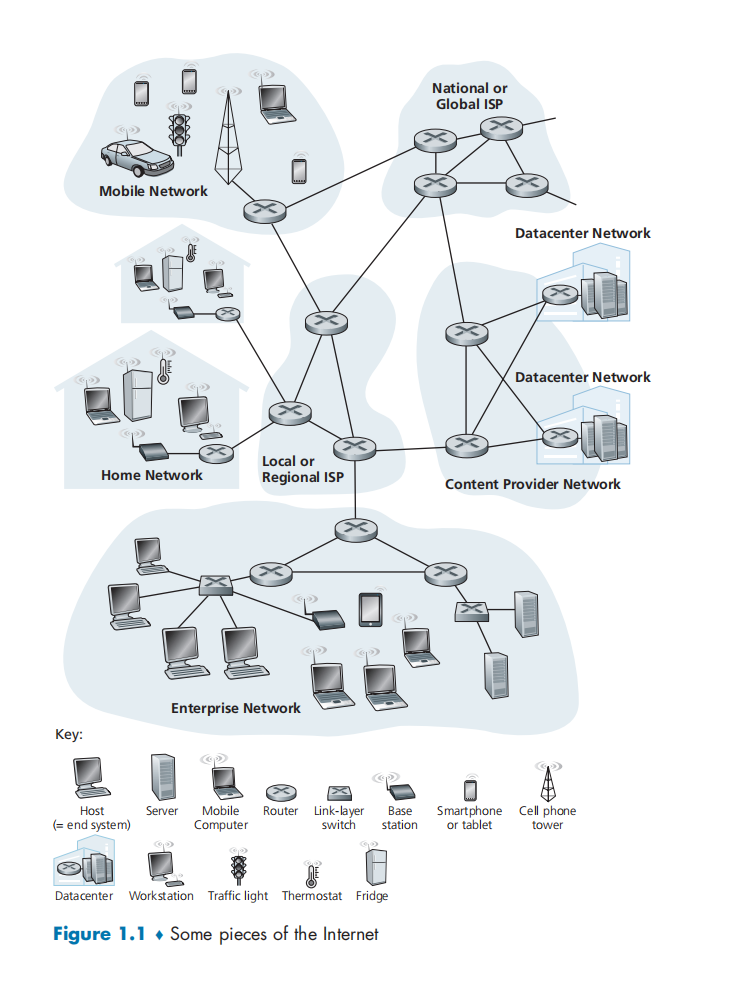 National or
Global ISP
Mobile Network
Datacenter Network
Datacenter Network
Home Network
Local or
Regional ISP
Content Provider Network
Enterprise Network
Key:
Host
(= end system)
Server
Mobile
Computer
Router
Link-layer
switch
Base
station
Smartphone
or tablet
Cell phone
tower
Datacenter
Workstation
Traffic light
Thermostat
Fridge
Figure 1.1 ♦ Some pieces of the Internet